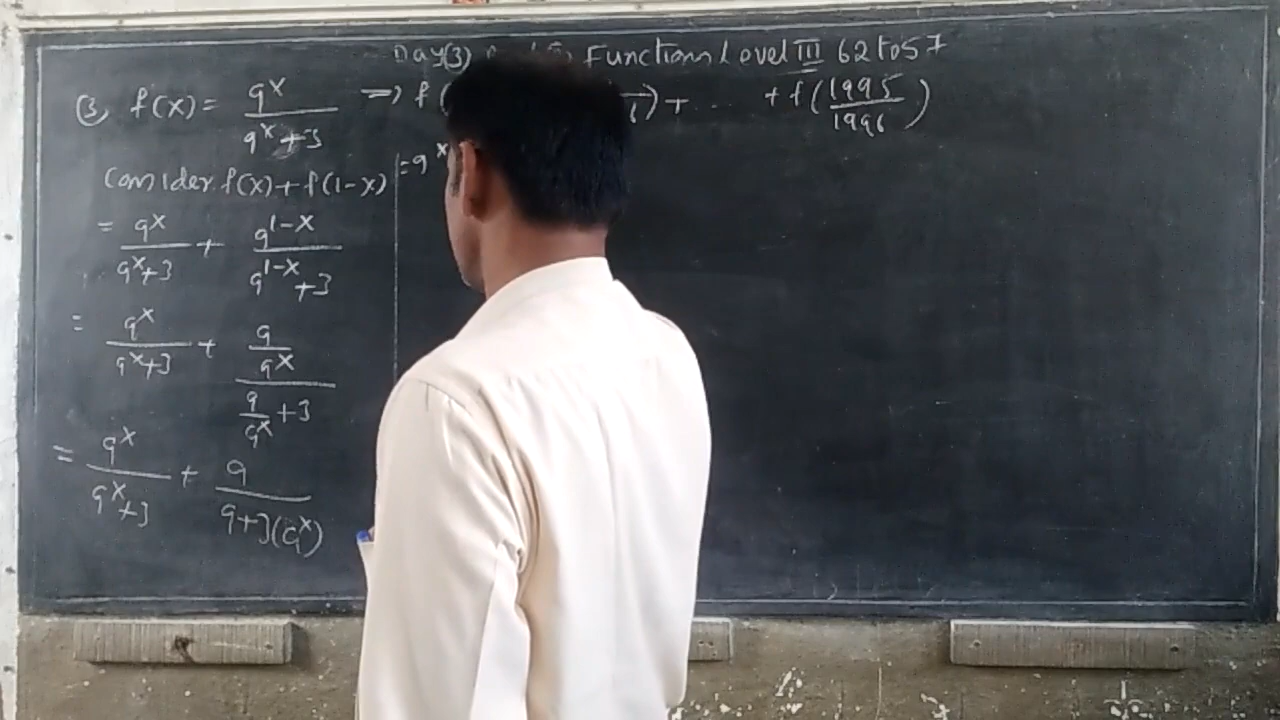 Day(3) Functions Level III 62 to 57
(3) f(x) = 9^x / (9^x + 3) => f( )+ ... + f(1995/1996)
Consider f(x)+f(1-x) = 9^x
= 9^x / (9^x+3) + 9^(1-x) / (9^(1-x)+3)
= 9^x / (9^x+3) + (9/9^x) / (9/9^x + 3)
= 9^x / (9^x+3) + 9 / (9+3(9^x))